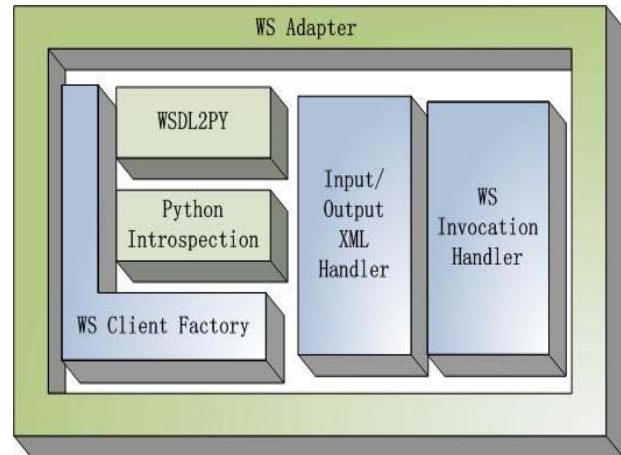 WS Adapter
WSDL2PY
Python
Introspection
WS Client Factory
Input/
Output
XML
Handler
WS
Invocation
Handler